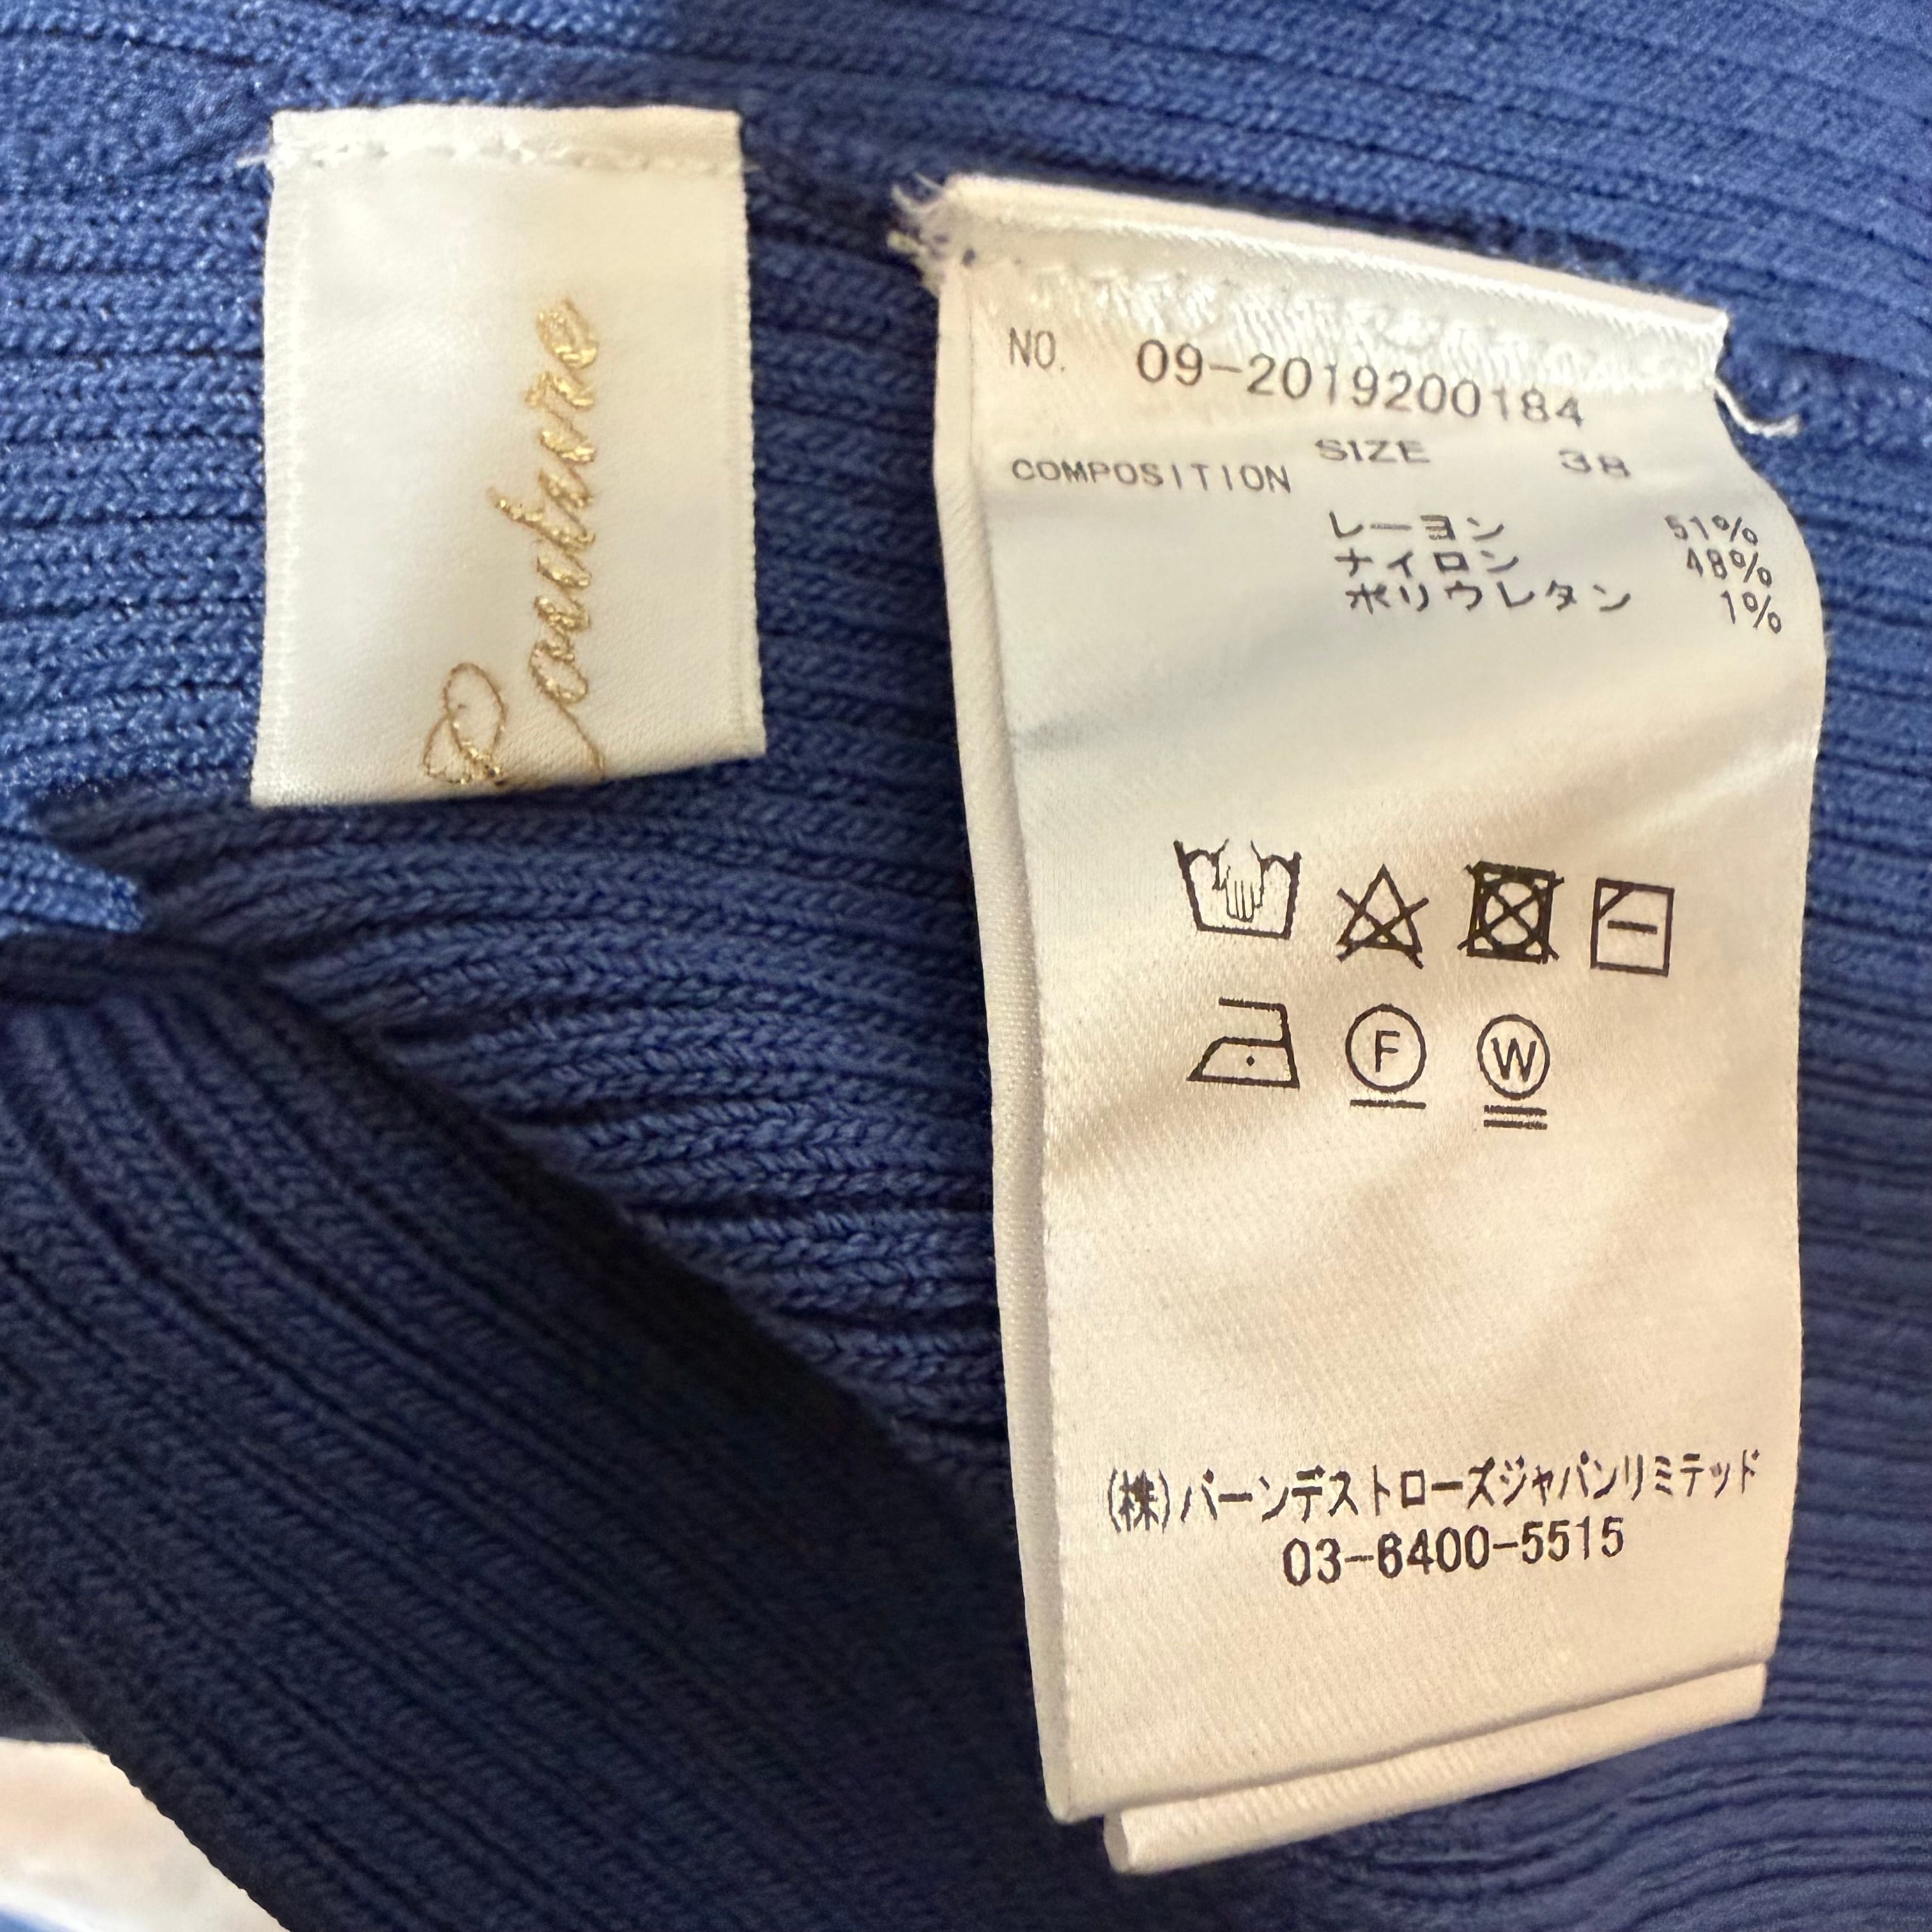 Couture
NO. 09-2019200184
SIZE 38
COMPOSITION
レーヨン 51%
ナイロン 48%
ポリウレタン 1%
F W
(株)バーンデストローズジャパンリミテッド
03-6400-5515